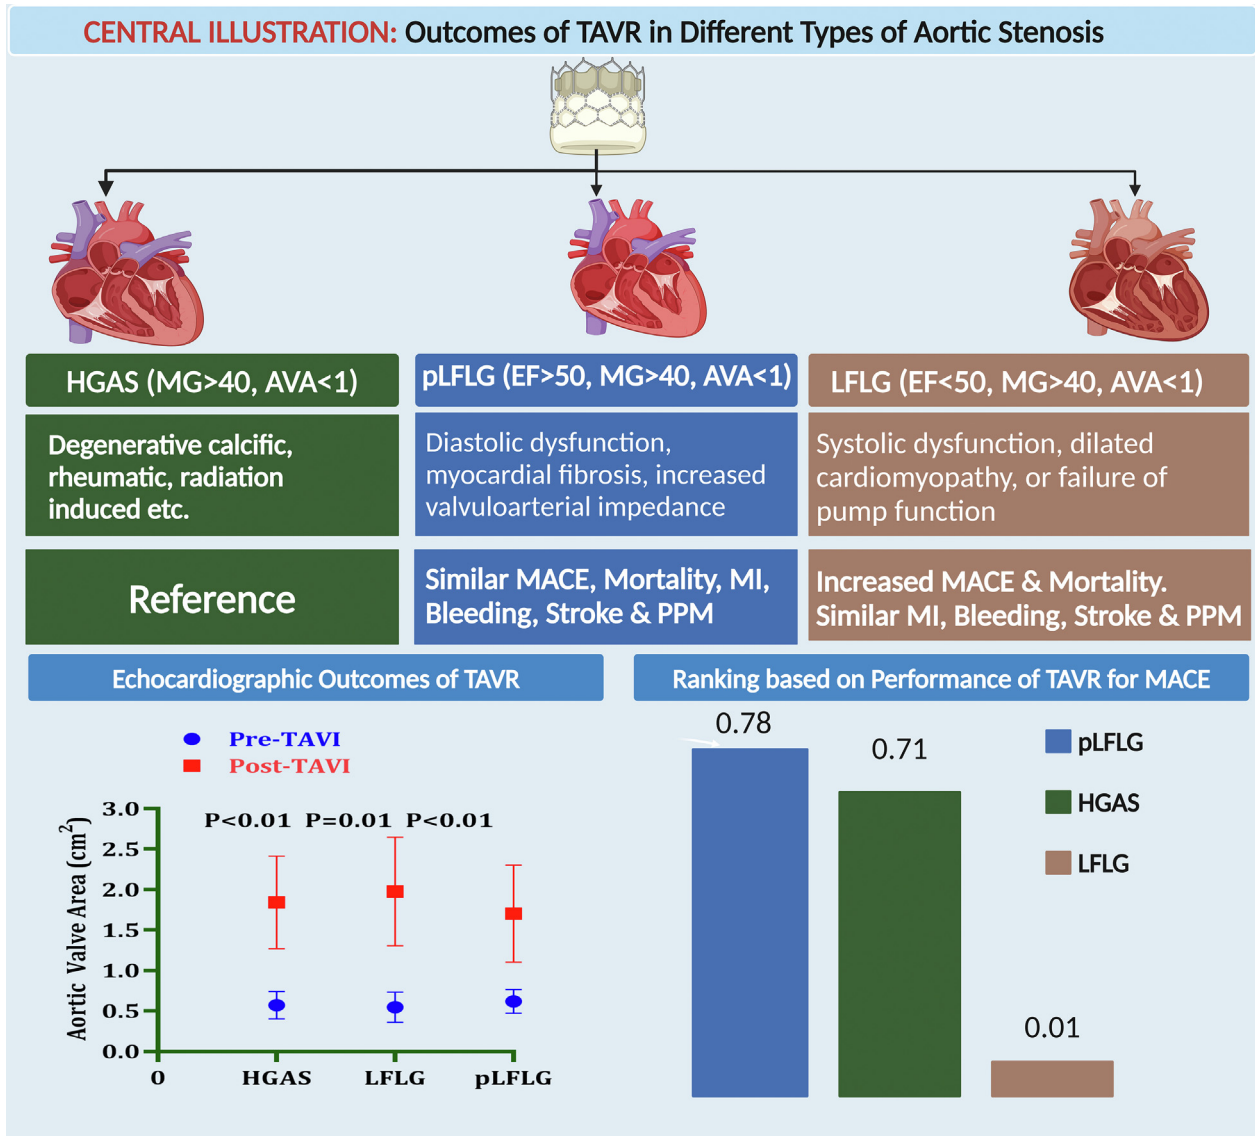 CENTRAL ILLUSTRATION: Outcomes of TAVR in Different Types of Aortic Stenosis
HGAS (MG>40, AVA<1)
Degenerative calcific,
rheumatic, radiation
induced etc.
Reference
pLFLG (EF>50, MG>40, AVA<1)
Diastolic dysfunction,
myocardial fibrosis, increased
valvuloarterial impedance
Similar MACE, Mortality, MI,
Bleeding, Stroke & PPM
LFLG (EF<50, MG>40, AVA<1)
Systolic dysfunction, dilated
cardiomyopathy, or failure of
pump function
Increased MACE & Mortality.
Similar MI, Bleeding, Stroke & PPM
Echocardiographic Outcomes of TAVR
Pre-TAVI
Post-TAVI
Aortic Valve Area (cm²)
3.0
2.5
2.0
1.5
1.0
0.5
0.0
P<0.01 P=0.01 P<0.01
0 HGAS LFLG pLFLG
Ranking based on Performance of TAVR for MACE
0.78
0.71
0.01
pLFLG
HGAS
LFLG